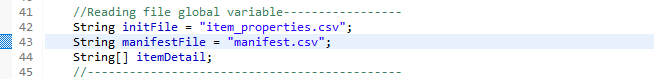 41 //Reading file global variable-----------------
42 String initFile = "item_properties.csv";
43 String manifestFile = "manifest.csv";
44 String[] itemDetail;
45 //---------------------------------------------